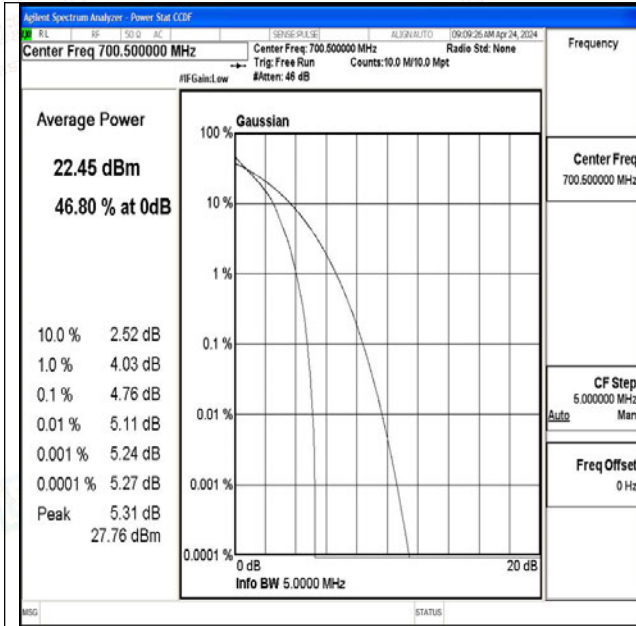 Agilent Spectrum Analyzer - Power Stat CCDF
RL RF 50 Ω AC SENSE:PULSE ALIGN AUTO 09:09:26 AM Apr 24, 2024
Center Freq 700.500000 MHz
Center Freq: 700.500000 MHz Radio Std: None
Trig: Free Run Counts:10.0 M/10.0 Mpt
#IFGain:Low #Atten: 46 dB
Frequency
Average Power
22.45 dBm
46.80 % at 0dB
10.0 % 2.52 dB
1.0 % 4.03 dB
0.1 % 4.76 dB
0.01 % 5.11 dB
0.001 % 5.24 dB
0.0001 % 5.27 dB
Peak 5.31 dB
27.76 dBm
Gaussian
100 %
10 %
1 %
0.1 %
0.01 %
0.001 %
0.0001 %
0 dB 20 dB
Info BW 5.0000 MHz
Center Freq
700.500000 MHz
CF Step
5.000000 MHz
Auto Man
Freq Offset
0 Hz
MSG STATUS